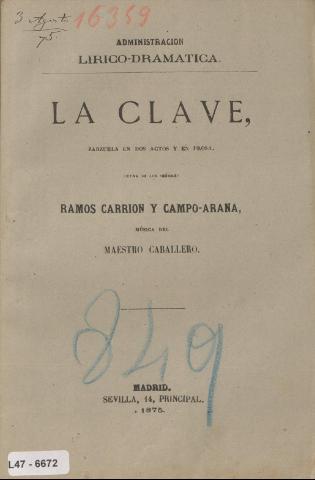 3 Agosto
75.
16359
ADMINISTRACION
LIRICO-DRAMATICA.
LA CLAVE,
ZARZUELA EN DOS ACTOS Y EN PROSA,
LETRA DE LOS SEÑORES
RAMOS CARRION Y CAMPO-ARANA,
MÚSICA DEL
MAESTRO CABALLERO.
849
MADRID.
SEVILLA, 14, PRINCIPAL.
1875.
L47 - 6672